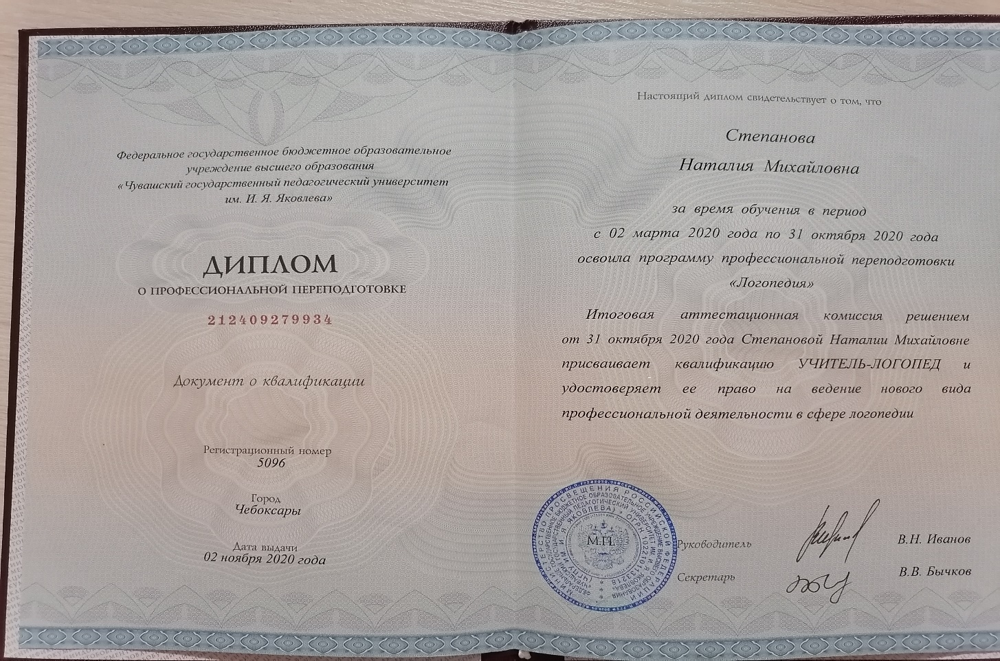 Федеральное государственное бюджетное образовательное
учреждение высшего образования
«Чувашский государственный педагогический университет
им. И. Я. Яковлева»
ДИПЛОМ
О ПРОФЕССИОНАЛЬНОЙ ПЕРЕПОДГОТОВКЕ
212409279934
Документ о квалификации
Регистрационный номер
5096
Город
Чебоксары
Дата выдачи
02 ноября 2020 года
Настоящий диплом свидетельствует о том, что
Степанова
Наталия Михайловна
за время обучения в период
с 02 марта 2020 года по 31 октября 2020 года
освоила программу профессиональной переподготовки
«Логопедия»
Итоговая аттестационная комиссия решением
от 31 октября 2020 года Степановой Наталии Михайловне
присваивает квалификацию УЧИТЕЛЬ-ЛОГОПЕД и
удостоверяет ее право на ведение нового вида
профессиональной деятельности в сфере логопедии
МИНИСТЕРСТВО ПРОСВЕЩЕНИЯ РОССИЙСКОЙ ФЕДЕРАЦИИ
М.П.
Руководитель
В.Н. Иванов
Секретарь
В.В. Бычков